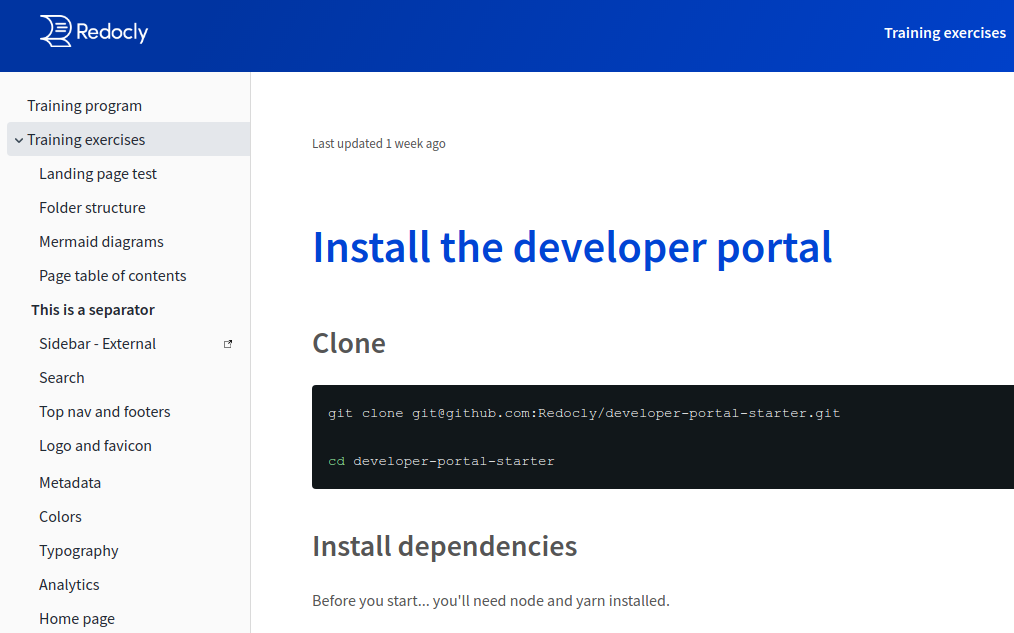 Redocly
Training exercises
Training program
Training exercises
Landing page test
Folder structure
Mermaid diagrams
Page table of contents
This is a separator
Sidebar - External
Search
Top nav and footers
Logo and favicon
Metadata
Colors
Typography
Analytics
Home page
Last updated 1 week ago
Install the developer portal
Clone
git clone git@github.com:Redocly/developer-portal-starter.git
cd developer-portal-starter
Install dependencies
Before you start... you'll need node and yarn installed.